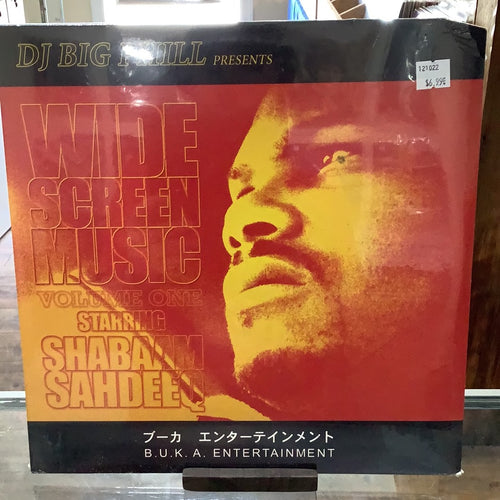 DJ BIG PHILL PRESENTS
121022
$6.99
WIDE
SCREEN
MUSIC
VOLUME ONE
STARRING
SHABAAM
SAHDEEQ
ブーカ エンターテインメント
B.U.K.A. ENTERTAINMENT